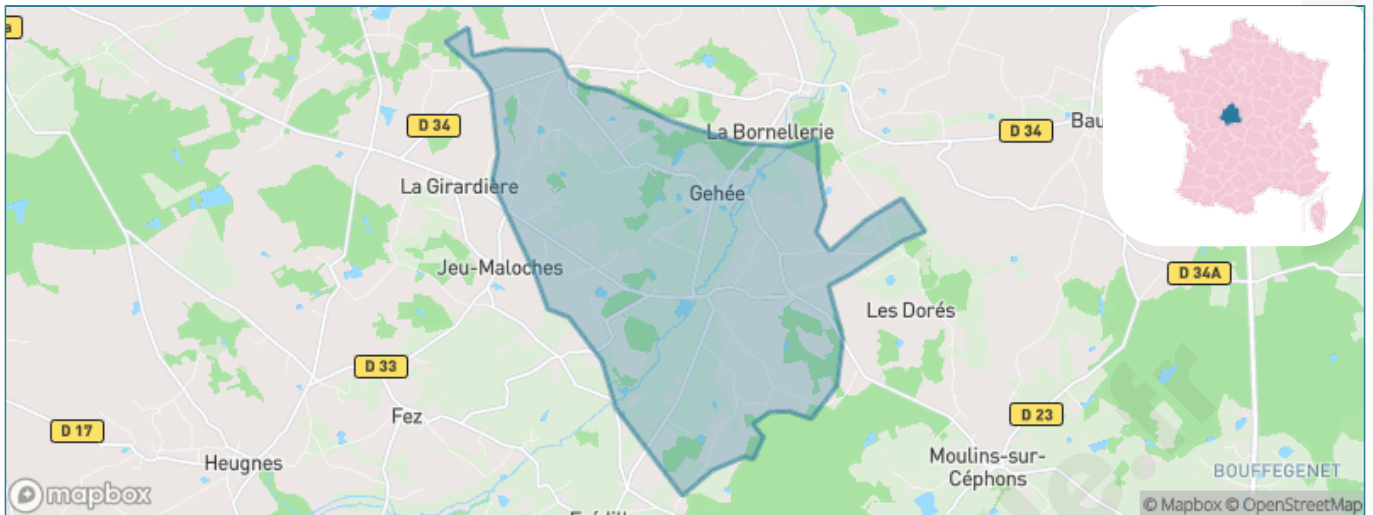 D 34
La Bornellerie
D 34
Bau
La Girardière
Gehée
Jeu-Maloches
D 34A
Les Dorés
D 33
Fez
D 23
D 17
Heugnes
Moulins-sur-
Céphons
BOUFFEGENET
mapbox
© Mapbox © OpenStreetMap